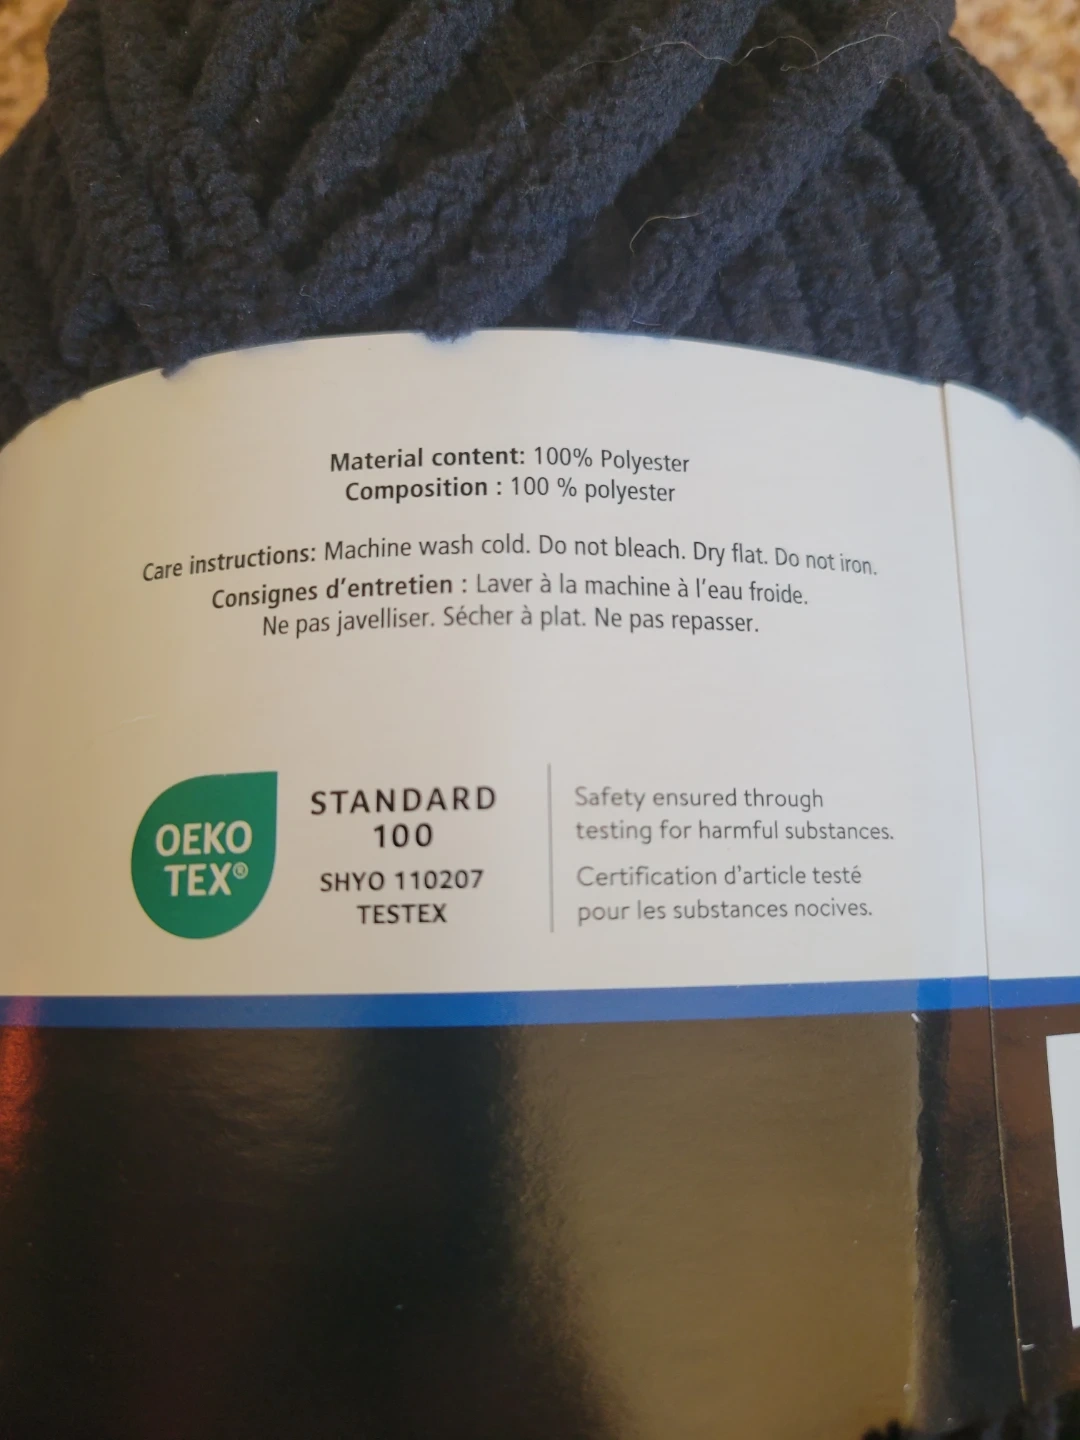 Material content: 100% Polyester
Composition : 100 % polyester
Care instructions: Machine wash cold. Do not bleach. Dry flat. Do not iron.
Consignes d'entretien : Laver à la machine à l'eau froide.
Ne pas javelliser. Sécher à plat. Ne pas repasser.
OEKO
TEX®
STANDARD
100
SHYO 110207
TESTEX
Safety ensured through
testing for harmful substances.
Certification d'article testé
pour les substances nocives.